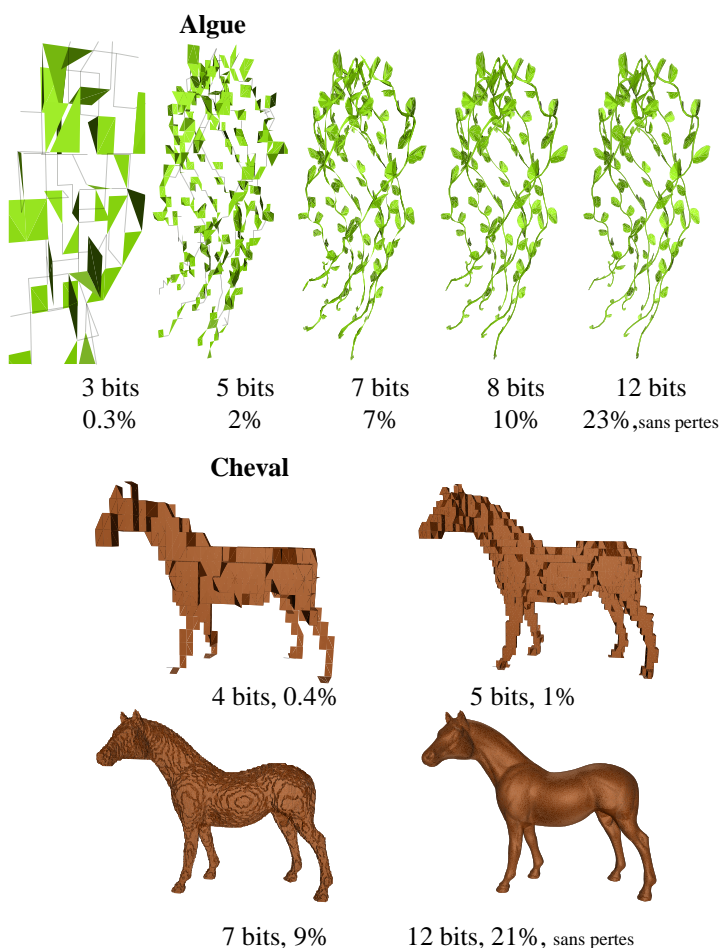 Algue
3 bits 5 bits 7 bits 8 bits 12 bits
0.3% 2% 7% 10% 23%,sans pertes
Cheval
4 bits, 0.4% 5 bits, 1%
7 bits, 9% 12 bits, 21%, sans pertes